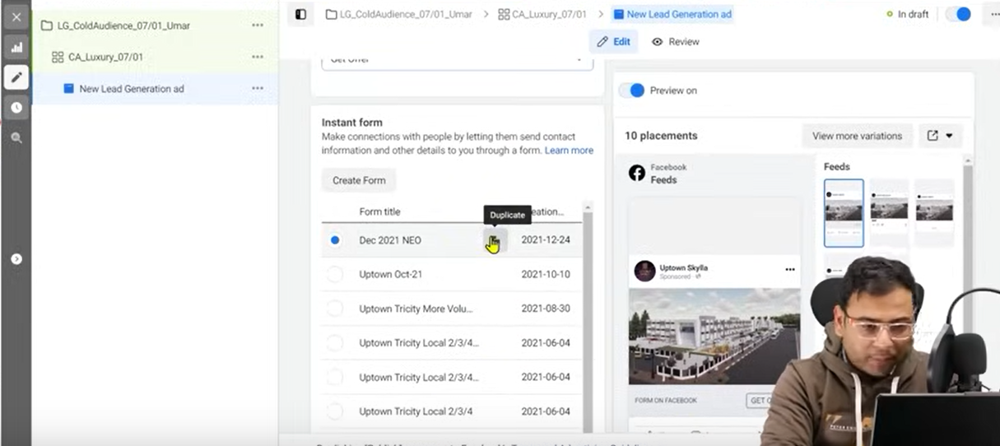 LG_ColdAudience_07/01_Umar
CA_Luxury_07/01
New Lead Generation ad
LG_ColdAudience_07/01_Umar > CA_Luxury_07/01 > New Lead Generation ad
In draft
Edit
Review
Get Offer
Instant form
Make connections with people by letting them send contact
information and other details to you through a form. Learn more
Create Form
Form title
Duplicate
Dec 2021 NEO 2021-12-24
Uptown Oct-21 2021-10-10
Uptown Tricity More Volu... 2021-08-30
Uptown Tricity Local 2/3/4... 2021-06-04
Uptown Tricity Local 2/3/4... 2021-06-04
Uptown Tricity Local 2/3/4 2021-06-04
Preview on
10 placements
View more variations
Facebook
Feeds
Feeds
Uptown Skylla
Sponsored
FORM ON FACEBOOK
GET